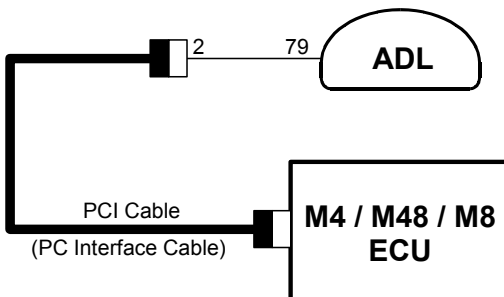 2 79
ADL
PCI Cable
(PC Interface Cable)
M4 / M48 / M8
ECU